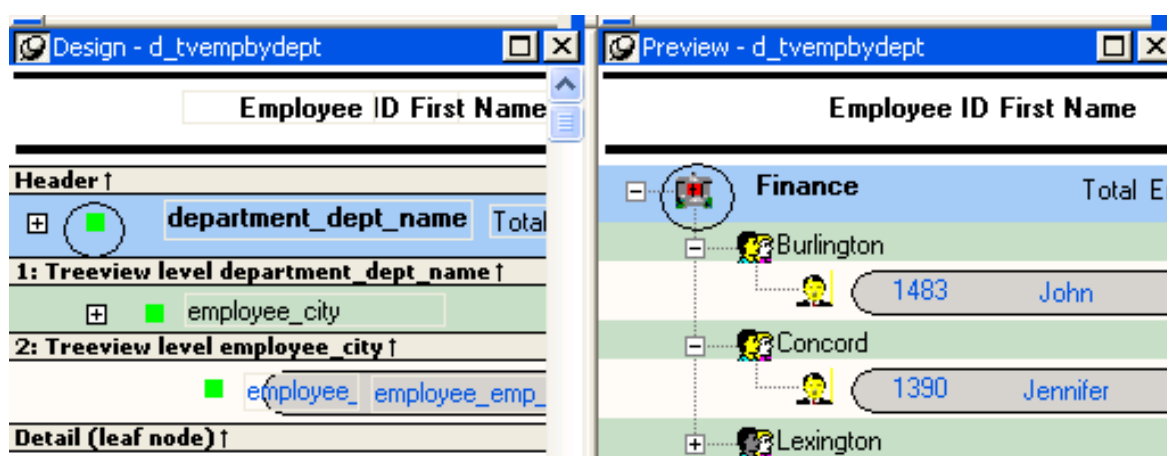 Design - d_tvempbydept
Employee ID First Name
Header ↑
department_dept_name Total
1: Treeview level department_dept_name ↑
employee_city
2: Treeview level employee_city ↑
employee_ employee_emp_
Detail (leaf node) ↑
Preview - d_tvempbydept
Employee ID First Name
Finance Total E
Burlington
1483 John
Concord
1390 Jennifer
Lexington